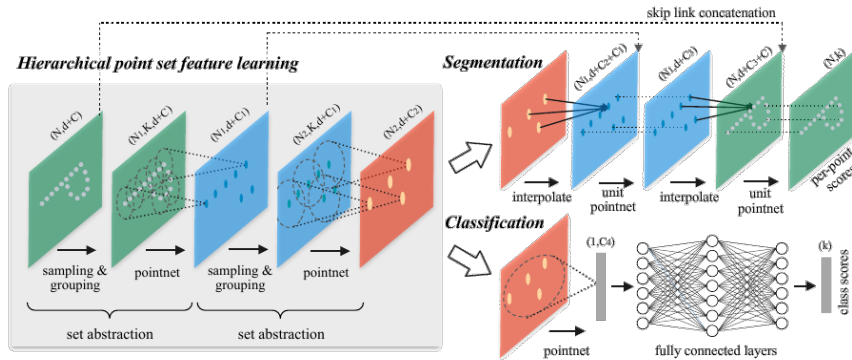 skip link concatenation
Hierarchical point set feature learning
Segmentation
(N,d+C)
(N1,K,d+C)
(N1,d+C1)
(N2,K,d+C1)
(N2,d+C2)
(N1,d+C2+C1)
(N1,d+C3)
(N,d+C3+C)
(N,k)
per-point
scores
interpolate
unit
pointnet
interpolate
unit
pointnet
sampling &
grouping
pointnet
sampling &
grouping
pointnet
set abstraction
set abstraction
Classification
(1,C4)
(k)
class scores
pointnet
fully connected layers